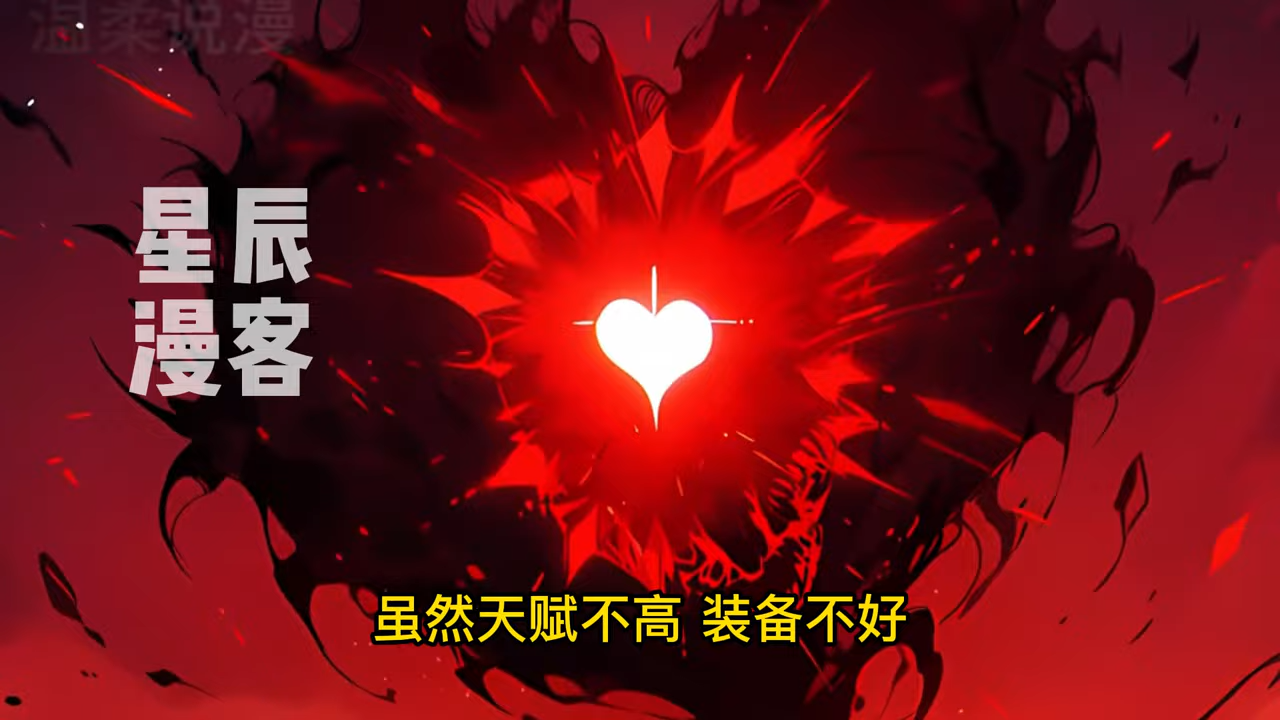 温柔说漫
星辰
漫客
虽然天赋不高 装备不好